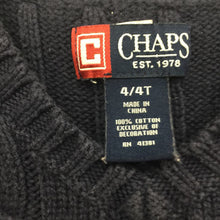 C CHAPS
EST. 1978
4/4T
MADE IN
CHINA
100% COTTON
EXCLUSIVE OF
DECORATION
RN 41381